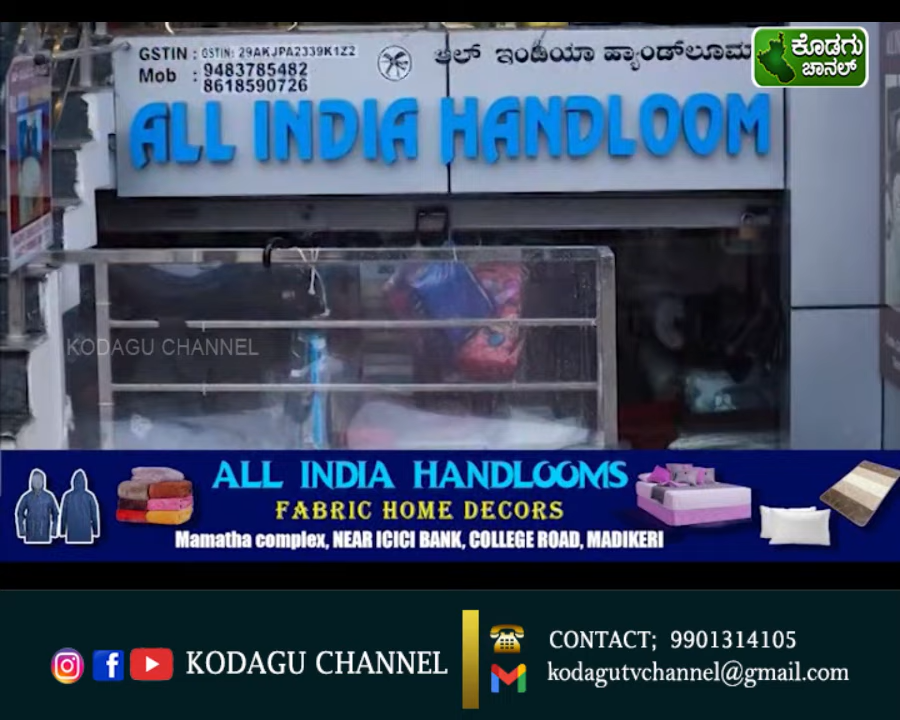 GSTIN : GSTIN: 29AKJPA2339K1Z2
Mob : 9483785482
8618590726
ಆಲ್ ಇಂಡಿಯಾ ಹ್ಯಾಂಡ್‌ಲೂಮ
ಕೊಡಗು
ಚಾನಲ್
ALL INDIA HANDLOOM
KODAGU CHANNEL
ALL INDIA HANDLOOMS
FABRIC HOME DECORS
Mamatha complex, NEAR ICICI BANK, COLLEGE ROAD, MADIKERI
KODAGU CHANNEL
CONTACT; 9901314105
kodagutvchannel@gmail.com